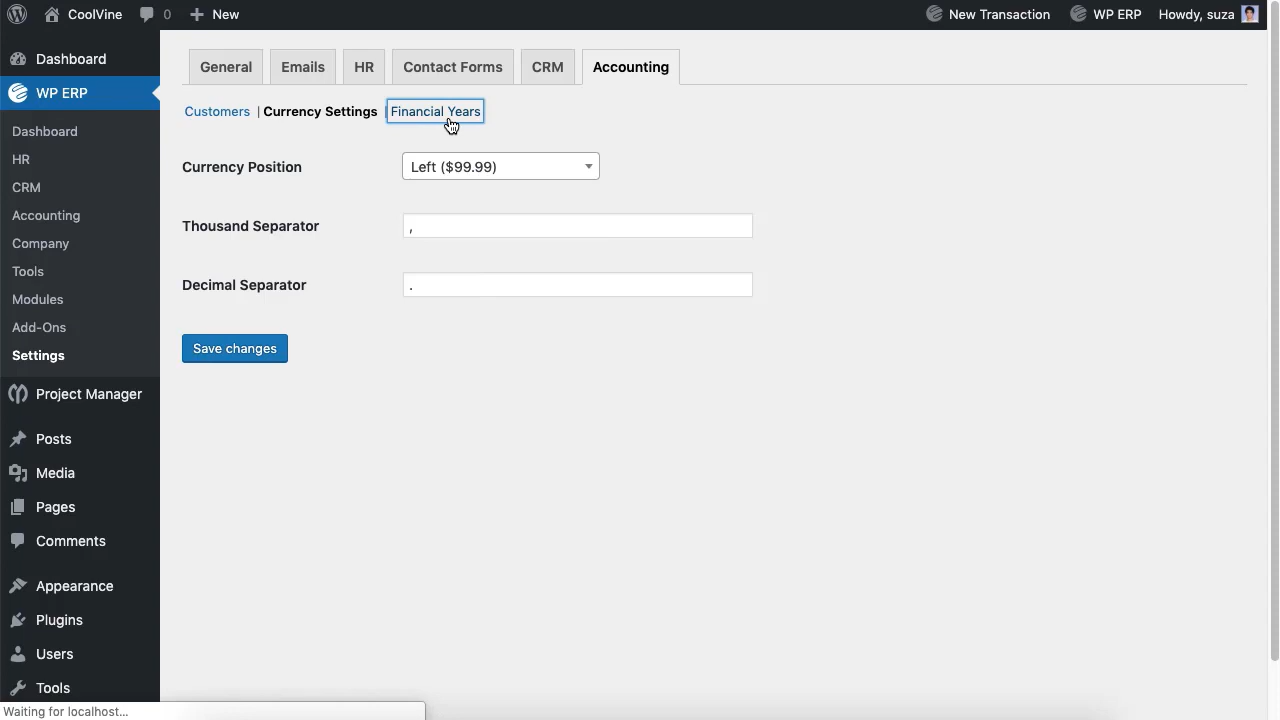 CoolVine 0 New New Transaction WP ERP Howdy, suza
Dashboard
WP ERP
Dashboard
HR
CRM
Accounting
Company
Tools
Modules
Add-Ons
Settings
Project Manager
Posts
Media
Pages
Comments
Appearance
Plugins
Users
Tools
General Emails HR Contact Forms CRM Accounting
Customers | Currency Settings | Financial Years
Currency Position Left ($99.99)
Thousand Separator ,
Decimal Separator .
Save changes
Waiting for localhost...